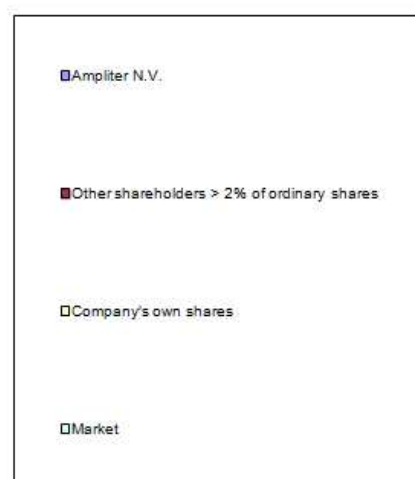 Ampliter N.V.
Other shareholders > 2% of ordinary shares
Company's own shares
Market